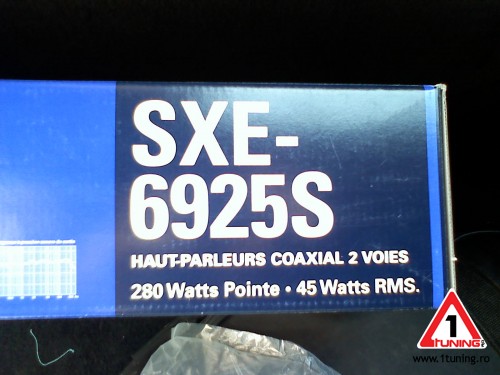 SXE-
6925S
HAUT-PARLEURS COAXIAL 2 VOIES
280 Watts Pointe • 45 Watts RMS.
1
TUNING.RO
www.1tuning.ro